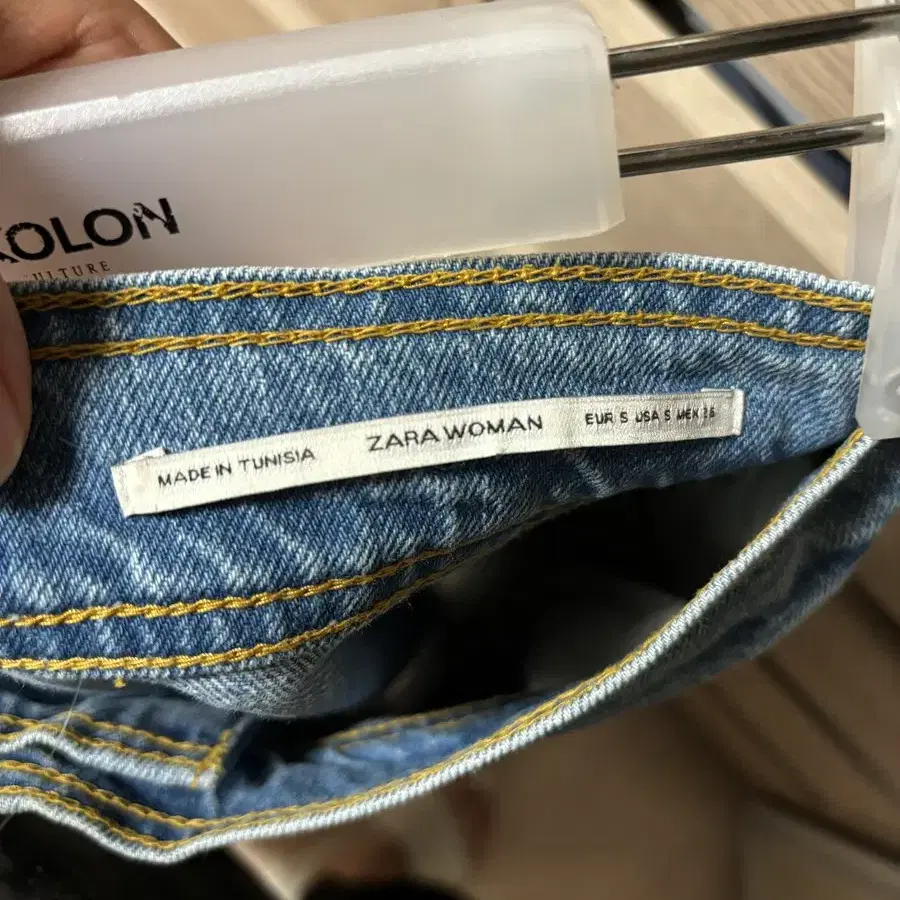 KOLON
CULTURE
MADE IN TUNISIA ZARA WOMAN EUR S USA S MEX 26